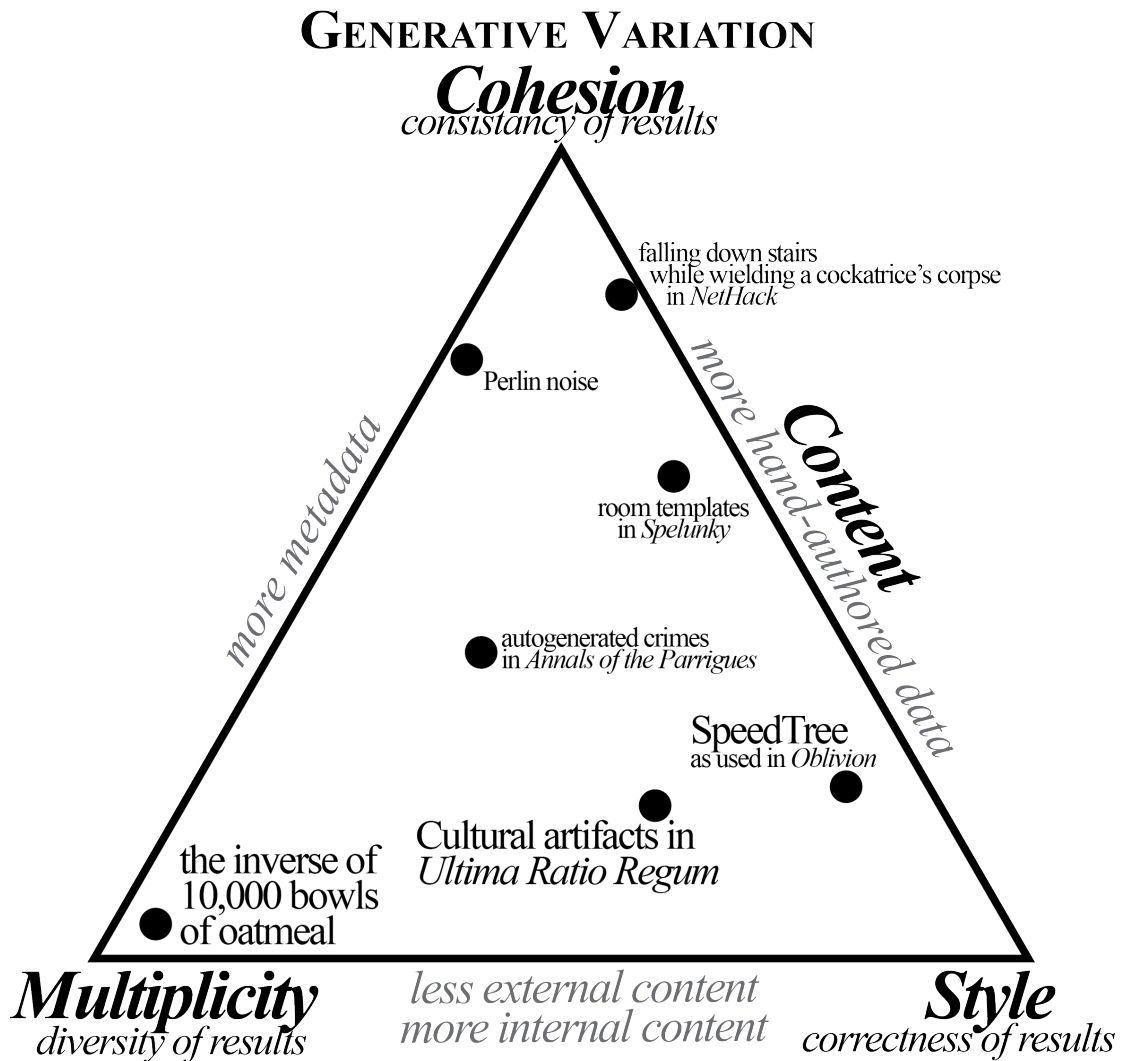 GENERATIVE VARIATION
Cohesion
consistancy of results
falling down stairs
while wielding a cockatrice's corpse
in NetHack
Perlin noise
more hand-authored data
Content
more metadata
room templates
in Spelunky
autogenerated crimes
in Annals of the Parrigues
SpeedTree
as used in Oblivion
Cultural artifacts in
Ultima Ratio Regum
the inverse of
10,000 bowls
of oatmeal
Multiplicity
diversity of results
less external content
more internal content
Style
correctness of results